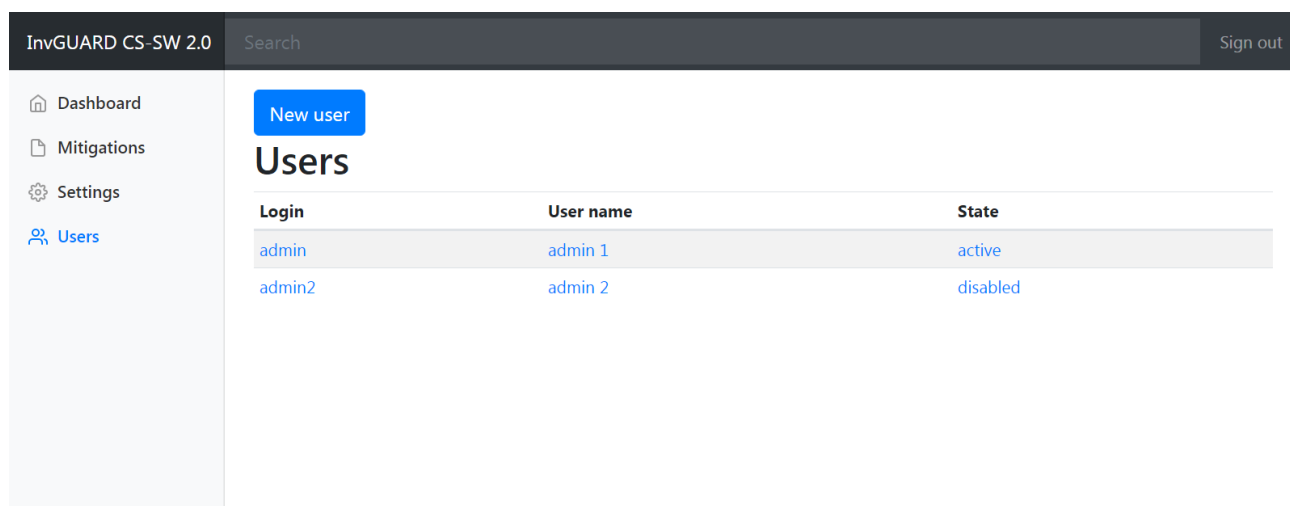 InvGUARD CS-SW 2.0 Search Sign out
Dashboard
Mitigations
Settings
Users
New user
Users
Login User name State
admin admin 1 active
admin2 admin 2 disabled